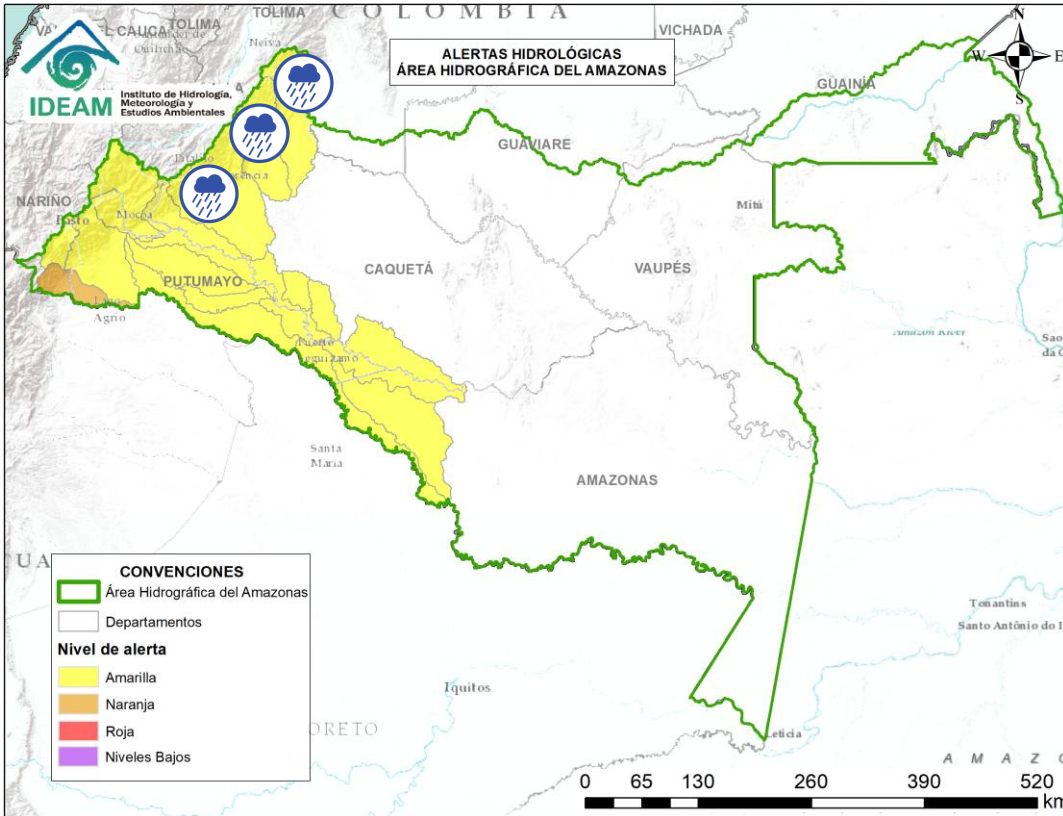 COLOMBIA
TOLIMA
TOLIMA
VICHADA
Quilichao
Neiva
ALERTAS HIDROLÓGICAS
ÁREA HIDROGRÁFICA DEL AMAZONAS
N
W
E
S
IDEAM
Instituto de Hidrología,
Meteorología y
Estudios Ambientales
GUAINÍA
GUAVIARE
NARIÑO
Pasto
Mocoa
Mitú
CAQUETÁ
VAUPÉS
PUTUMAYO
Lago
Agrio
Amazon River
Puerto
Santa
Maria
AMAZONAS
CONVENCIONES
Área Hidrográfica del Amazonas
Departamentos
Nivel de alerta
Amarilla
Naranja
Roja
Niveles Bajos
Tonantins
Santo Antônio do I
Iquitos
ORETO
Leticia
A M A Z O
0 65 130 260 390 520
km